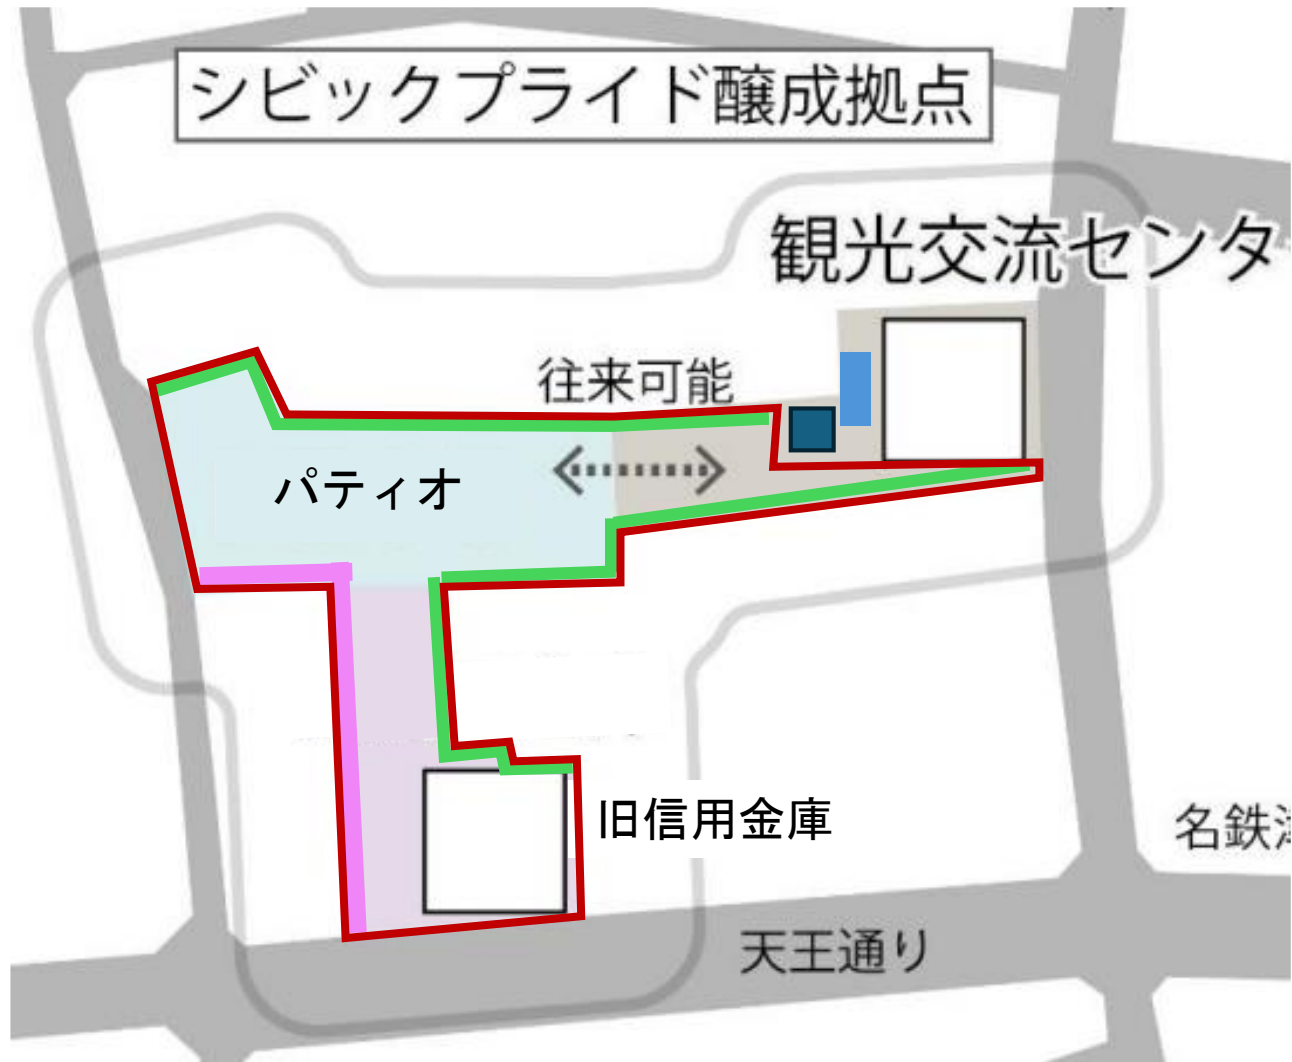 シビックプライド醸成拠点
観光交流センタ
往来可能
パティオ
旧信用金庫
名鉄津
天王通り